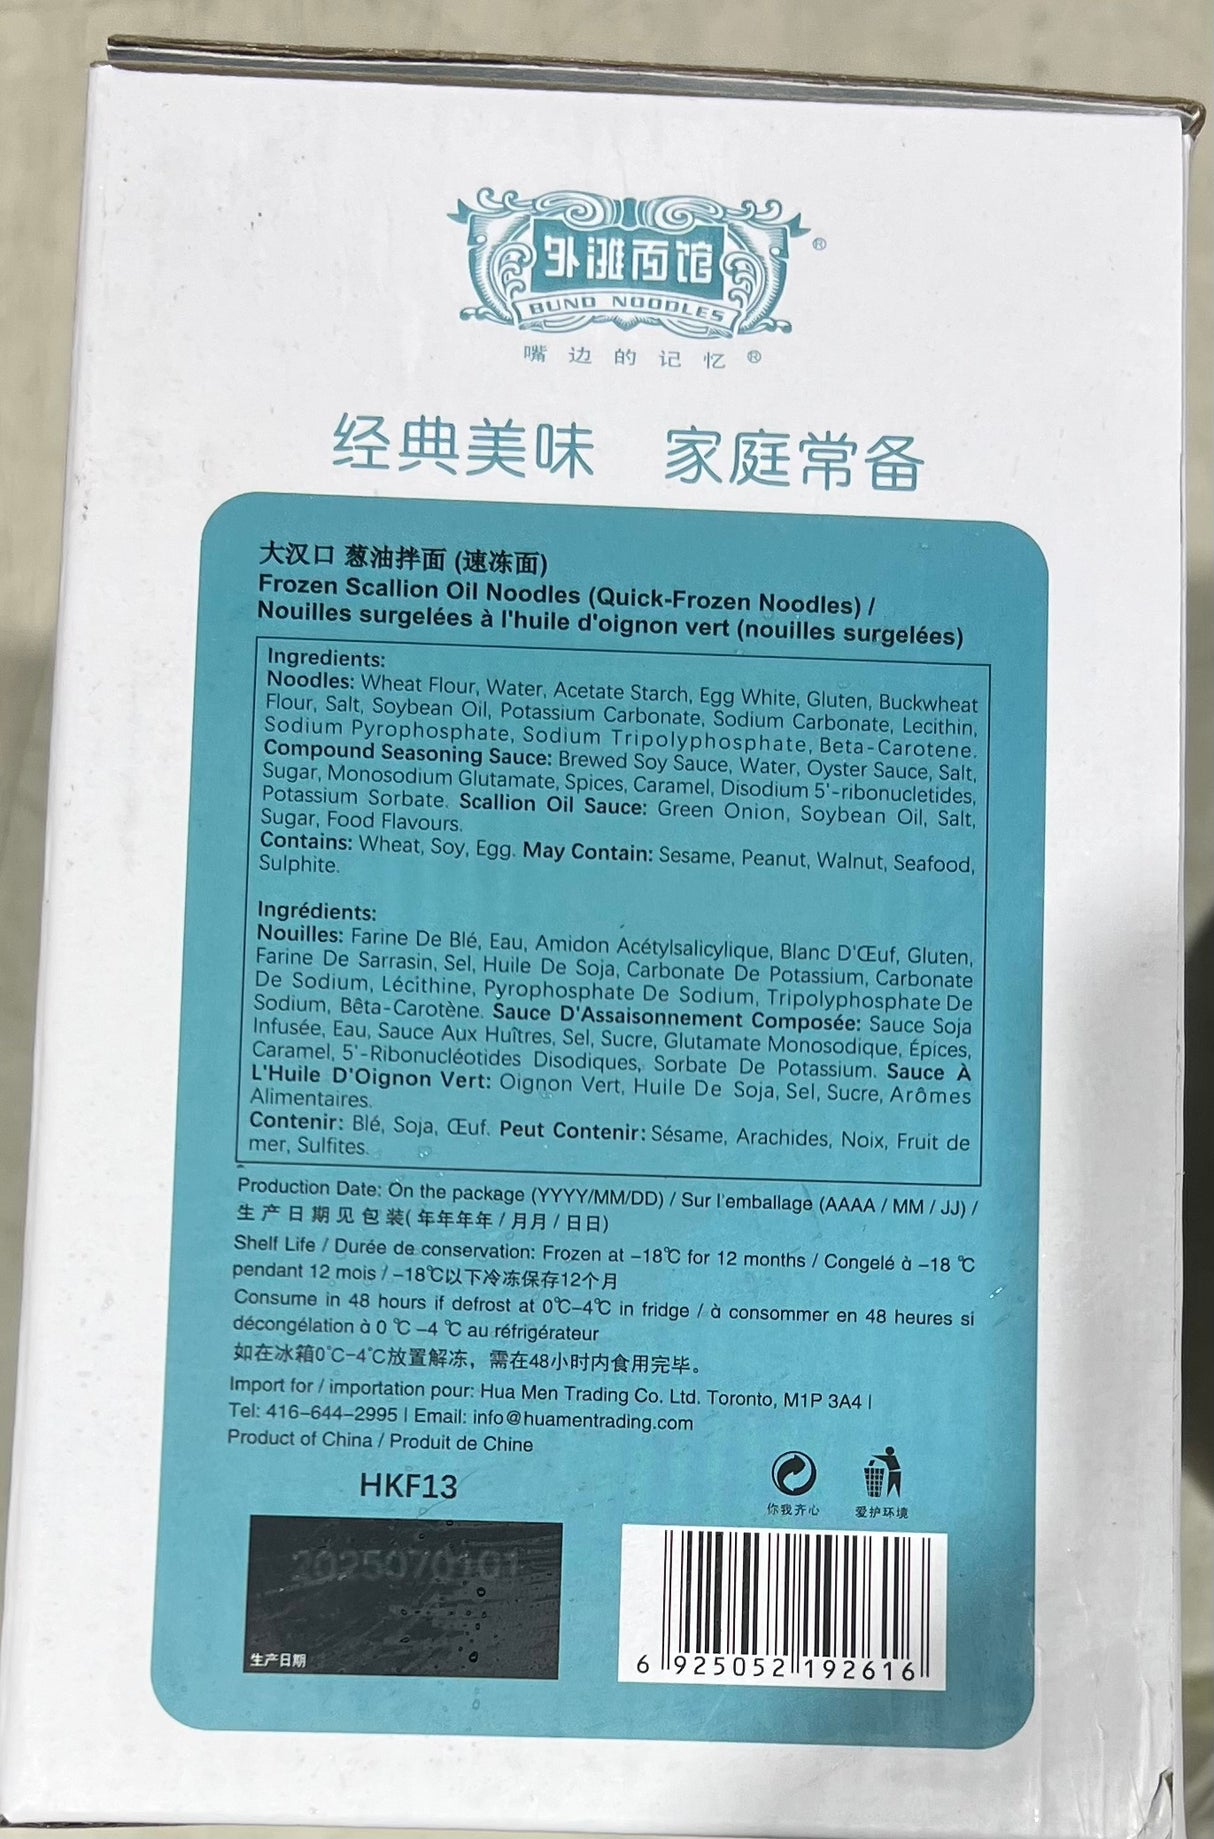 外滩面馆®
BUND NOODLES
嘴边的记忆®
经典美味 家庭常备
大汉口 葱油拌面 (速冻面)
Frozen Scallion Oil Noodles (Quick-Frozen Noodles) /
Nouilles surgelées à l'huile d'oignon vert (nouilles surgelées)
Ingredients:
Noodles: Wheat Flour, Water, Acetate Starch, Egg White, Gluten, Buckwheat
Flour, Salt, Soybean Oil, Potassium Carbonate, Sodium Carbonate, Lecithin,
Sodium Pyrophosphate, Sodium Tripolyphosphate, Beta-Carotene.
Compound Seasoning Sauce: Brewed Soy Sauce, Water, Oyster Sauce, Salt,
Sugar, Monosodium Glutamate, Spices, Caramel, Disodium 5'-ribonucletides,
Potassium Sorbate. Scallion Oil Sauce: Green Onion, Soybean Oil, Salt,
Sugar, Food Flavours.
Contains: Wheat, Soy, Egg. May Contain: Sesame, Peanut, Walnut, Seafood,
Sulphite.
Ingrédients:
Nouilles: Farine De Blé, Eau, Amidon Acétylsalicylique, Blanc D'Œuf, Gluten,
Farine De Sarrasin, Sel, Huile De Soja, Carbonate De Potassium, Carbonate
De Sodium, Lécithine, Pyrophosphate De Sodium, Tripolyphosphate De
Sodium, Bêta-Carotène. Sauce D'Assaisonnement Composée: Sauce Soja
Infusée, Eau, Sauce Aux Huîtres, Sel, Sucre, Glutamate Monosodique, Épices,
Caramel, 5'-Ribonucléotides Disodiques, Sorbate De Potassium. Sauce À
L'Huile D'Oignon Vert: Oignon Vert, Huile De Soja, Sel, Sucre, Arômes
Alimentaires.
Contenir: Blé, Soja, Œuf. Peut Contenir: Sésame, Arachides, Noix, Fruit de
mer, Sulfites.
Production Date: On the package (YYYY/MM/DD) / Sur l'emballage (AAAA / MM / JJ) /
生产日期见包装(年年年年/月月/日日)
Shelf Life / Durée de conservation: Frozen at –18℃ for 12 months / Congelé à –18 ℃
pendant 12 mois / –18℃以下冷冻保存12个月
Consume in 48 hours if defrost at 0℃–4℃ in fridge / à consommer en 48 heures si
décongélation à 0 ℃ –4 ℃ au réfrigérateur
如在冰箱0℃-4℃放置解冻，需在48小时内食用完毕。
Import for / importation pour: Hua Men Trading Co. Ltd. Toronto, M1P 3A4 |
Tel: 416–644–2995 | Email: info@huamentrading.com
Product of China / Produit de Chine
HKF13
你我齐心 爱护环境
2025070101
生产日期
6 925052 192616